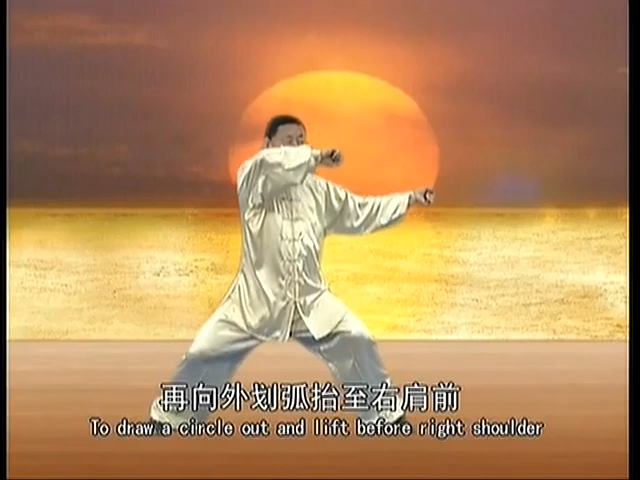 再向外划弧抬至右肩前
To draw a circle out and lift before right shoulder